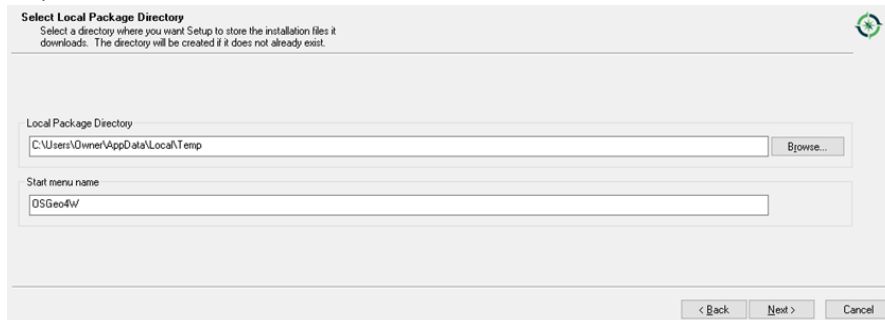 Select Local Package Directory
Select a directory where you want Setup to store the installation files it
downloads. The directory will be created if it does not already exist.
Local Package Directory
C:\Users\Owner\AppData\Local\Temp
Browse...
Start menu name
OSGeo4W
< Back
Next >
Cancel